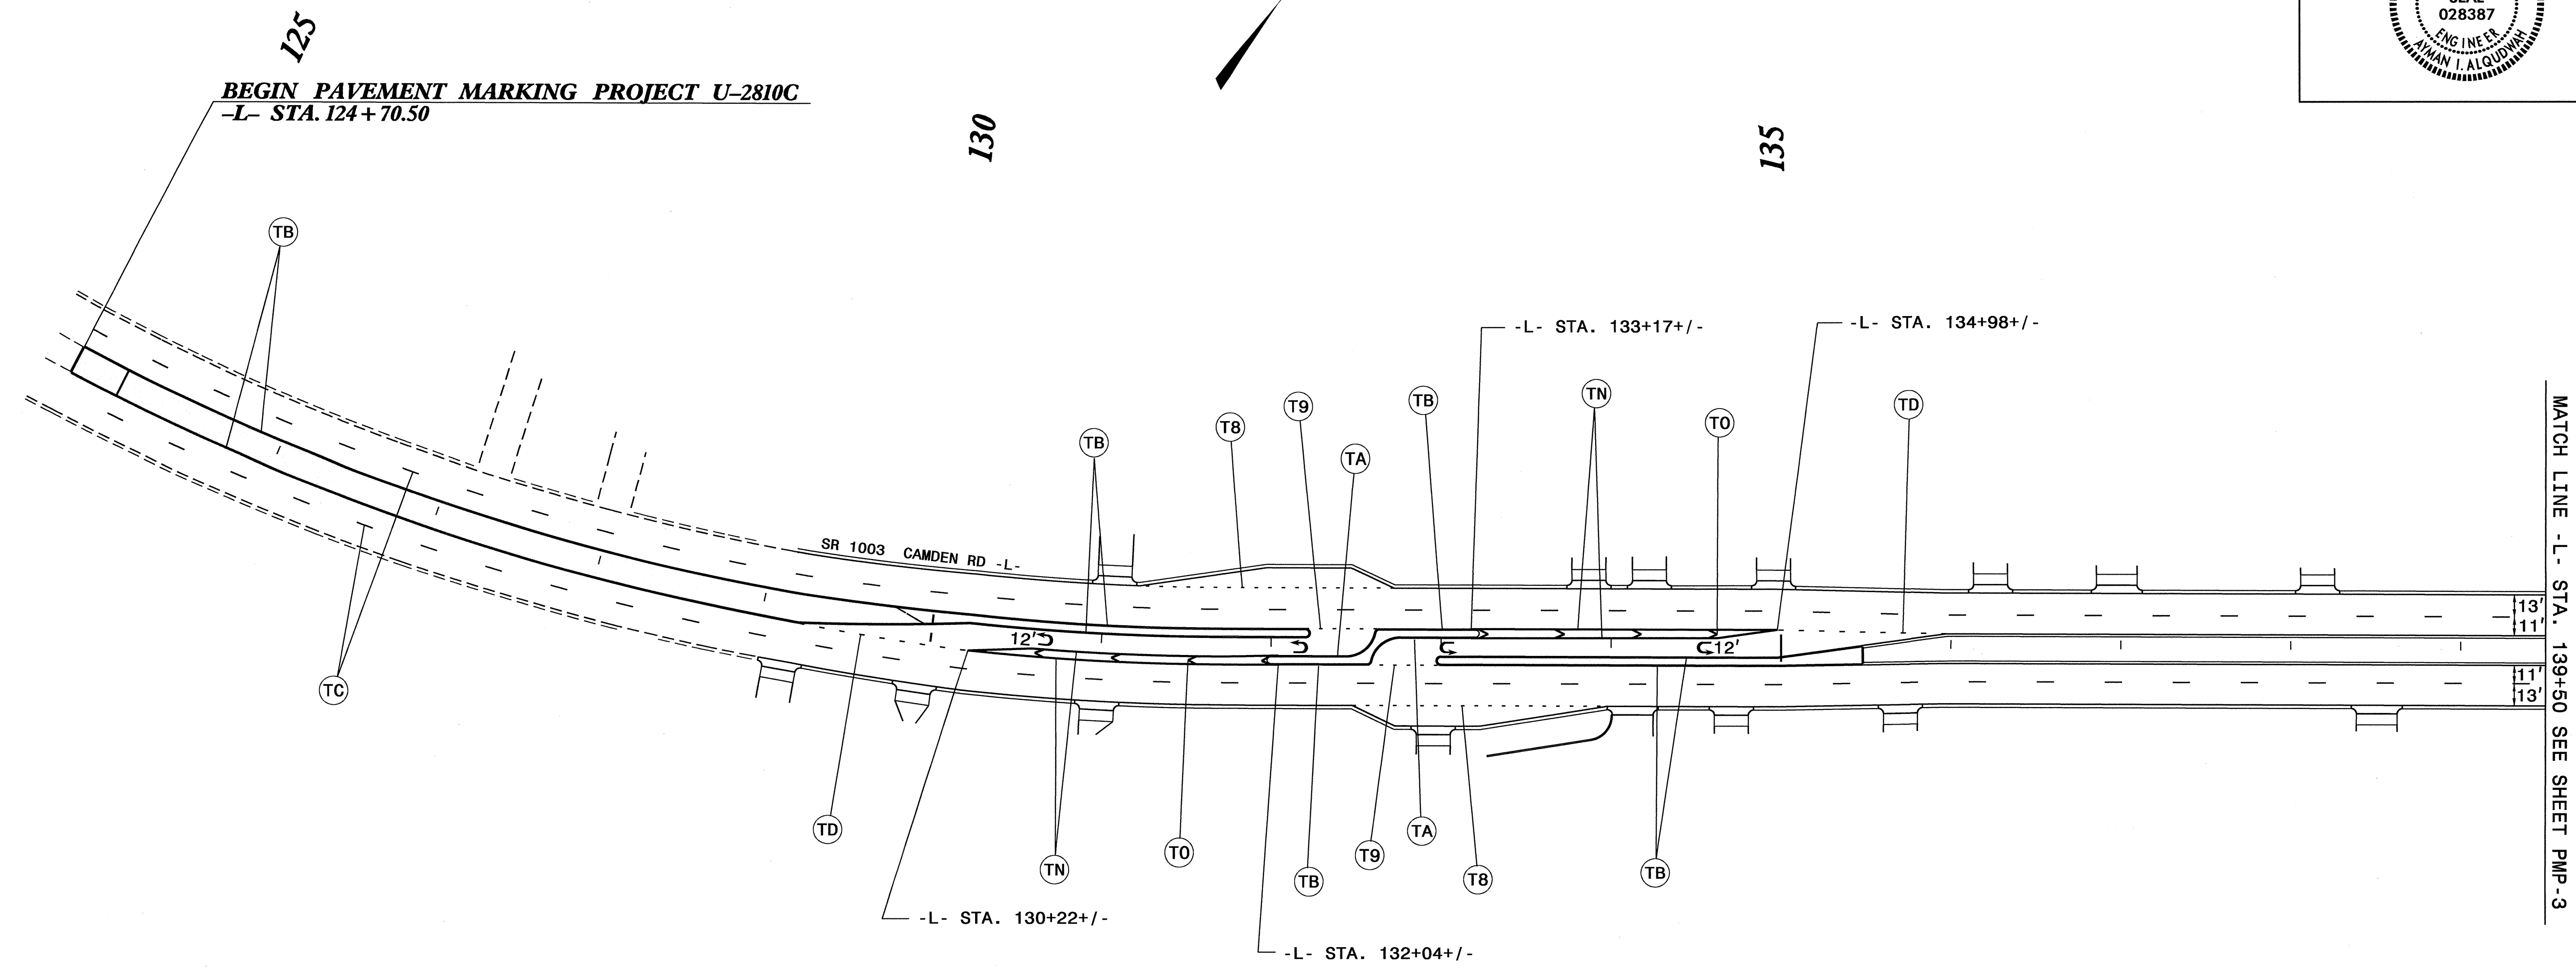 125
BEGIN PAVEMENT MARKING PROJECT U-2810C
-L- STA. 124+70.50
130
135
028387
ENGINEER
AYMAN I. ALQUDWAH
TB
-L- STA. 133+17+/-
-L- STA. 134+98+/-
TB
T8
T9
TA
TB
TN
TO
TD
SR 1003 CAMDEN RD -L-
12'
12'
13'
11'
11'
13'
MATCH LINE -L- STA. 139+50 SEE SHEET PMP-3
TC
TD
TN
TO
TB
T9
TA
T8
TB
-L- STA. 130+22+/-
-L- STA. 132+04+/-